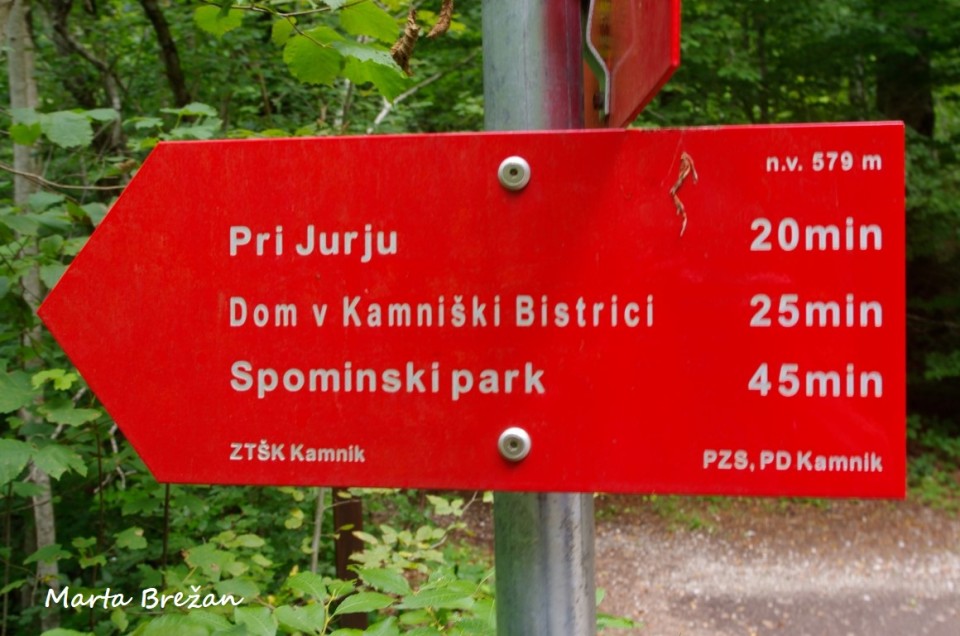 n.v. 579 m
Pri Jurju 20min
Dom v Kamniški Bistrici 25min
Spominski park 45min
ZTŠK Kamnik PZS, PD Kamnik
Marta Brežan